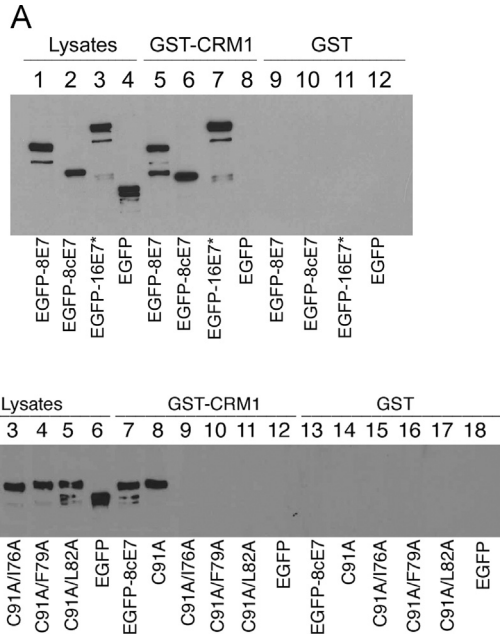 A
Lysates GST-CRM1 GST
1 2 3 4 5 6 7 8 9 10 11 12
EGFP-8E7 EGFP-8cE7 EGFP-16E7* EGFP EGFP-8E7 EGFP-8cE7 EGFP-16E7* EGFP EGFP-8E7 EGFP-8cE7 EGFP-16E7* EGFP
Lysates GST-CRM1 GST
3 4 5 6 7 8 9 10 11 12 13 14 15 16 17 18
C91A/I76A C91A/F79A C91A/L82A EGFP EGFP-8cE7 C91A C91A/I76A C91A/F79A C91A/L82A EGFP EGFP-8cE7 C91A C91A/I76A C91A/F79A C91A/L82A EGFP